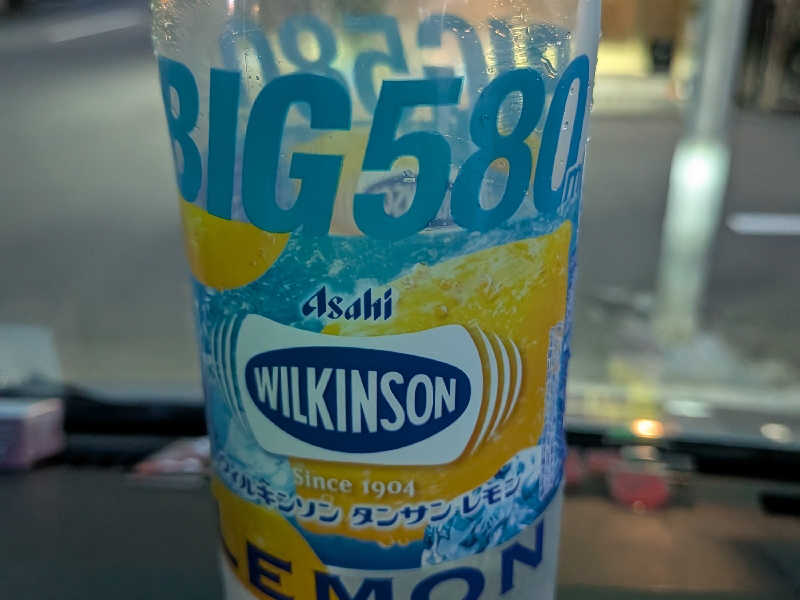 BIG580ml
Asahi
WILKINSON
Since 1904
ウィルキンソン タンサン レモン
LEMON